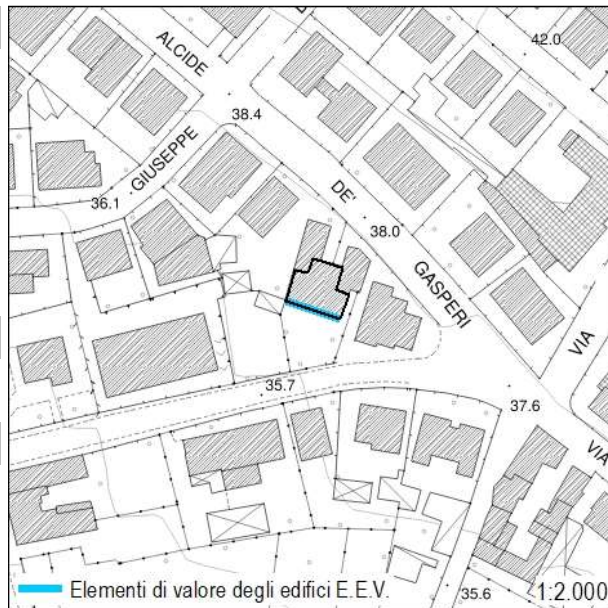 42.0
ALCIDE
38.4
GIUSEPPE
DE'
36.1
38.0
GASPERI
VIA
35.7
37.6
VIA
Elementi di valore degli edifici E.E.V.
35.6
1:2.000